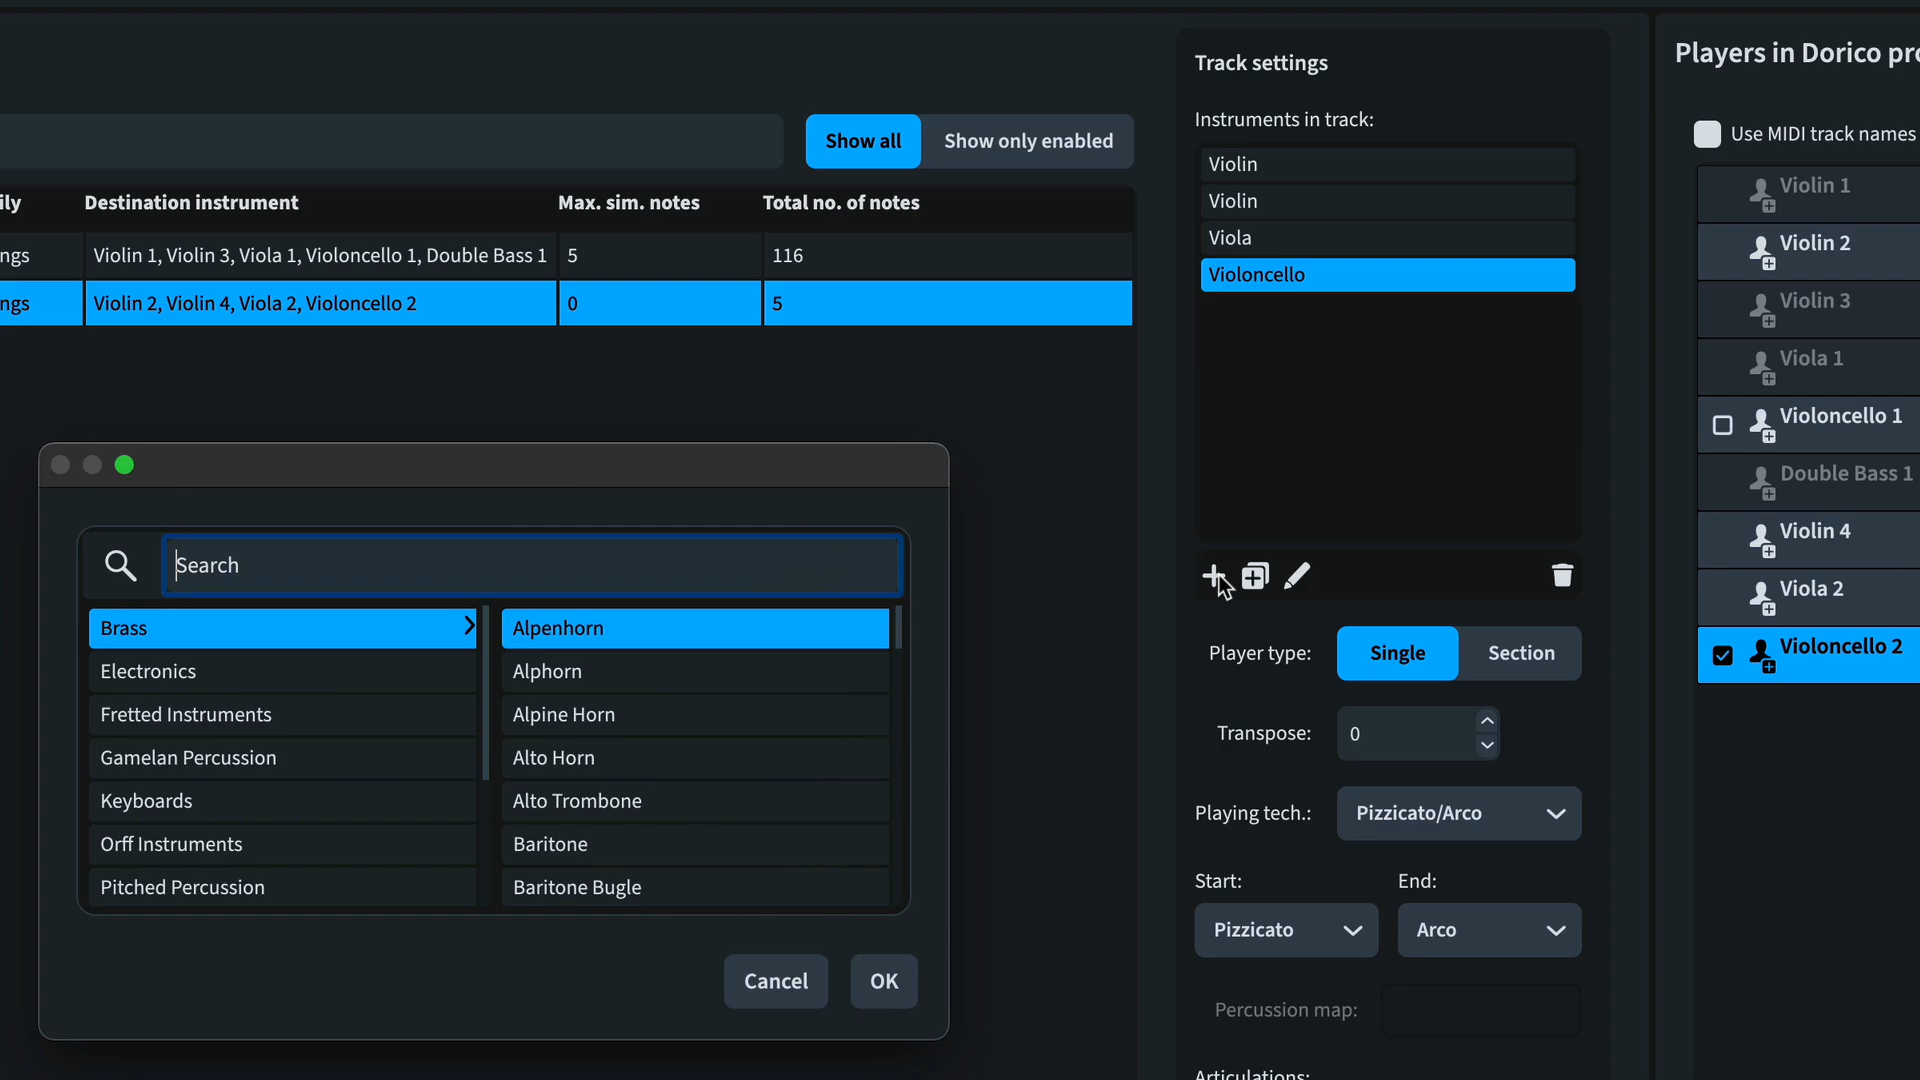 Track settings
Players in Dorico pro
Instruments in track:
Show all
Show only enabled
Use MIDI track names
ily
Destination instrument
Max. sim. notes
Total no. of notes
ngs
Violin 1, Violin 3, Viola 1, Violoncello 1, Double Bass 1
5
116
ngs
Violin 2, Violin 4, Viola 2, Violoncello 2
0
5
Violin
Violin
Viola
Violoncello
Violin 1
Violin 2
Violin 3
Viola 1
Violoncello 1
Double Bass 1
Violin 4
Viola 2
Violoncello 2
Search
Brass
Electronics
Fretted Instruments
Gamelan Percussion
Keyboards
Orff Instruments
Pitched Percussion
Alpenhorn
Alphorn
Alpine Horn
Alto Horn
Alto Trombone
Baritone
Baritone Bugle
Cancel
OK
Player type:
Single
Section
Transpose:
0
Playing tech.:
Pizzicato/Arco
Start:
End:
Pizzicato
Arco
Percussion map:
Articulations: